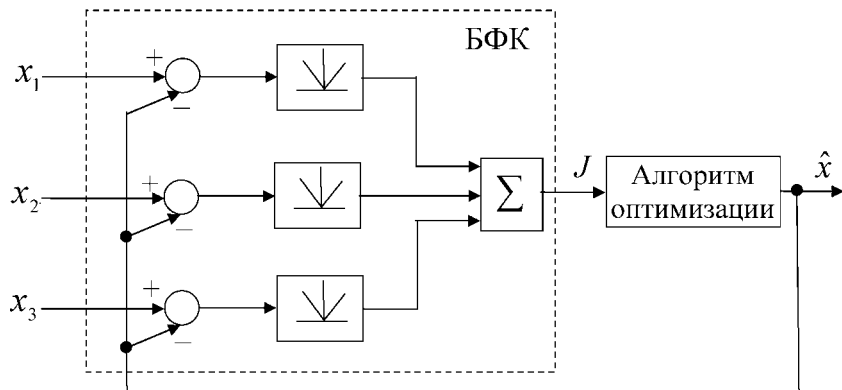 БФК
+
x₁
−
+
x₂
−
+
x₃
−
Σ
J
Алгоритм
оптимизации
x̂